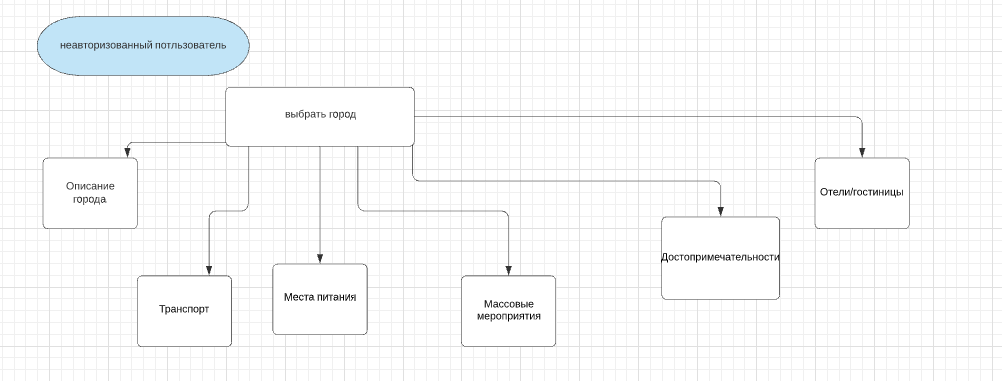 неавторизованный потльзователь
выбрать город
Описание
города
Отели/гостиницы
Достопримечательности
Транспорт
Места питания
Массовые
мероприятия